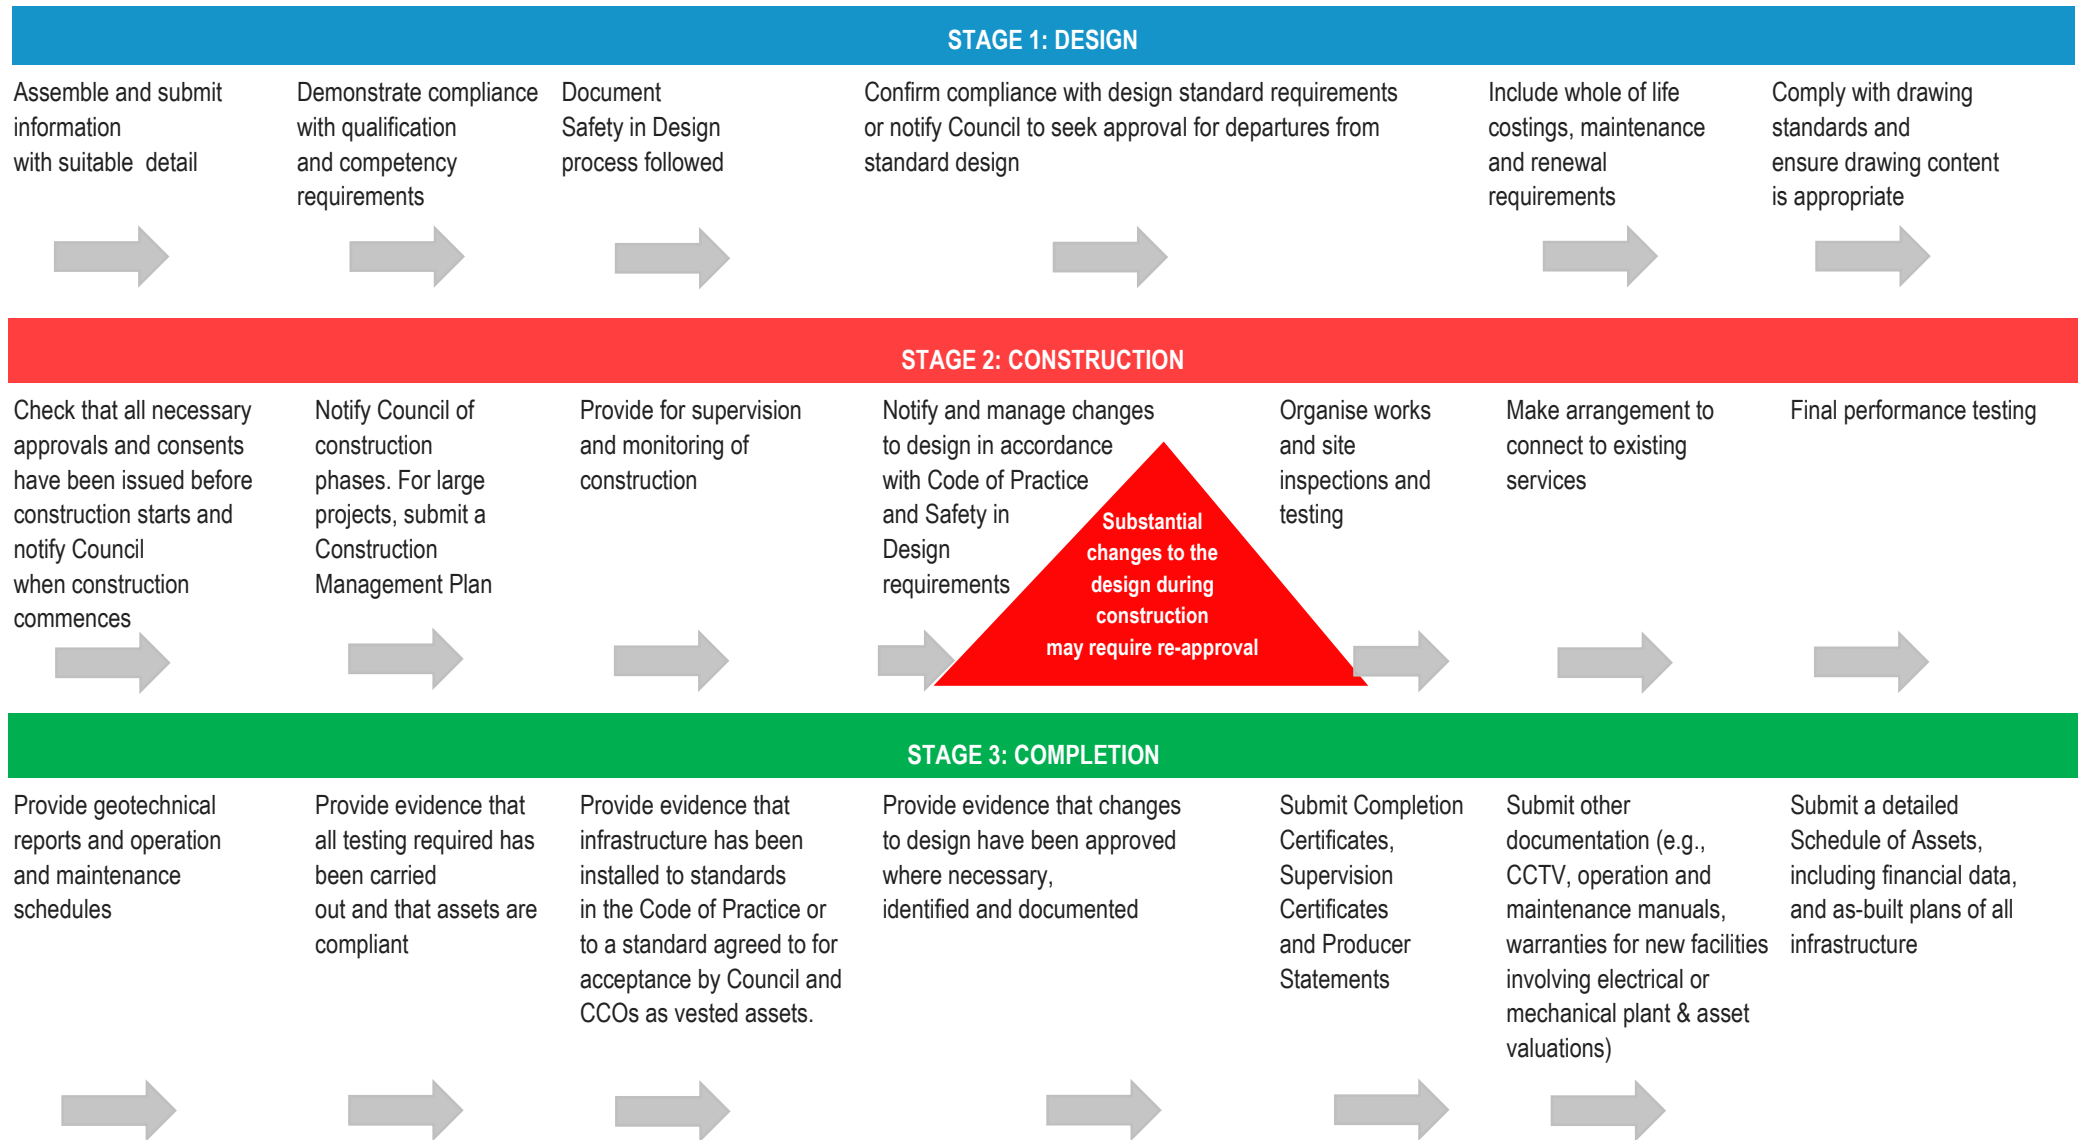 STAGE 1: DESIGN
Assemble and submit
information
with suitable detail
Demonstrate compliance
with qualification
and competency
requirements
Document
Safety in Design
process followed
Confirm compliance with design standard requirements
or notify Council to seek approval for departures from
standard design
Include whole of life
costings, maintenance
and renewal
requirements
Comply with drawing
standards and
ensure drawing content
is appropriate
STAGE 2: CONSTRUCTION
Check that all necessary
approvals and consents
have been issued before
construction starts and
notify Council
when construction
commences
Notify Council of
construction
phases. For large
projects, submit a
Construction
Management Plan
Provide for supervision
and monitoring of
construction
Notify and manage changes
to design in accordance
with Code of Practice
and Safety in
Design
requirements
Substantial
changes to the
design during
construction
may require re-approval
Organise works
and site
inspections and
testing
Make arrangement to
connect to existing
services
Final performance testing
STAGE 3: COMPLETION
Provide geotechnical
reports and operation
and maintenance
schedules
Provide evidence that
all testing required has
been carried
out and that assets are
compliant
Provide evidence that
infrastructure has been
installed to standards
in the Code of Practice or
to a standard agreed to for
acceptance by Council and
CCOs as vested assets.
Provide evidence that changes
to design have been approved
where necessary,
identified and documented
Submit Completion
Certificates,
Supervision
Certificates
and Producer
Statements
Submit other
documentation (e.g.,
CCTV, operation and
maintenance manuals,
warranties for new facilities
involving electrical or
mechanical plant & asset
valuations)
Submit a detailed
Schedule of Assets,
including financial data,
and as-built plans of all
infrastructure